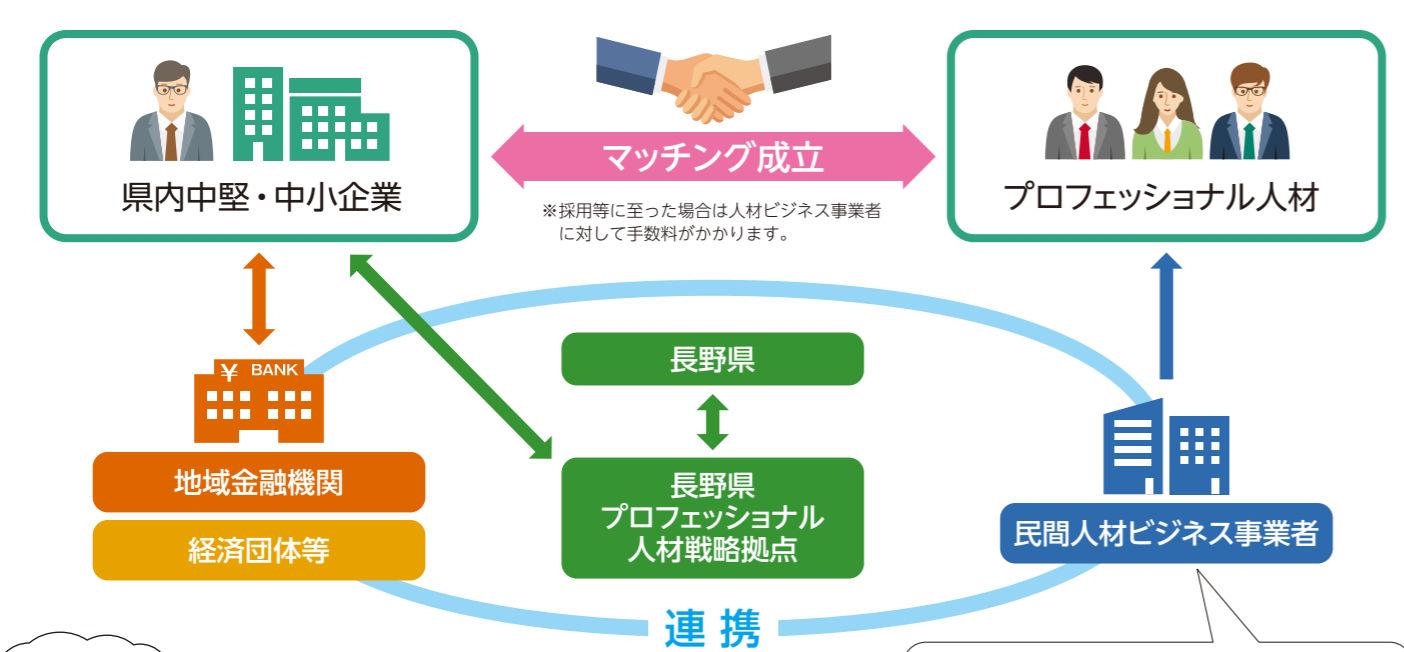 県内中堅・中小企業
マッチング成立
※採用等に至った場合は人材ビジネス事業者
に対して手数料がかかります。
プロフェッショナル人材
¥ BANK
地域金融機関
経済団体等
長野県
長野県
プロフェッショナル
人材戦略拠点
民間人材ビジネス事業者
連携